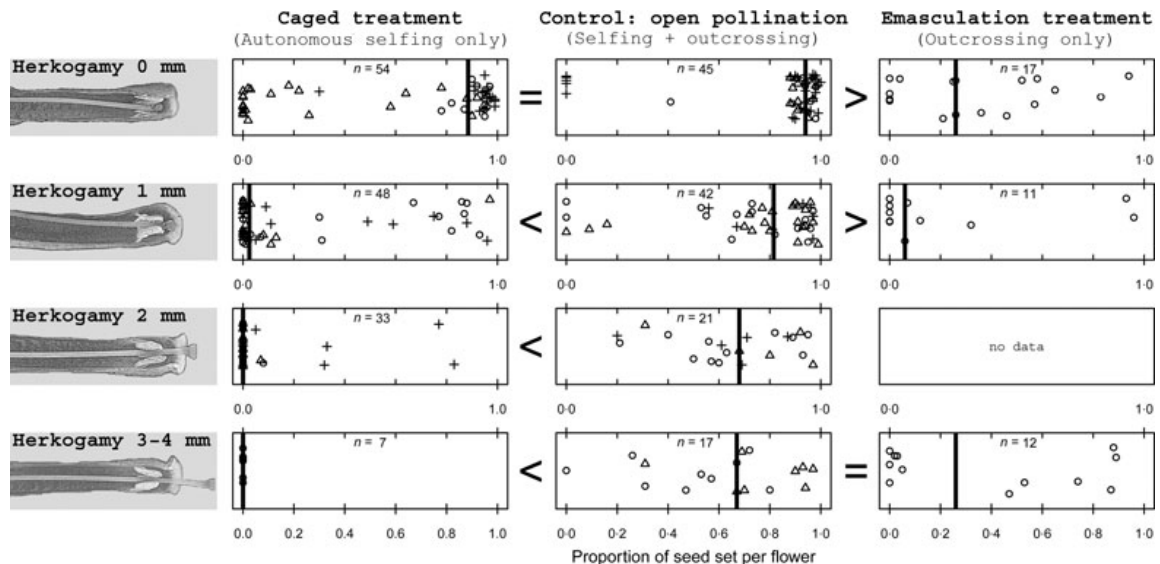 Caged treatment Control: open pollination Emasculation treatment
(Autonomous selfing only) (Selfing + outcrossing) (Outcrossing only)
Herkogamy 0 mm
n = 54 n = 45 n = 17
= >
0·0 1·0 0·0 1·0 0·0 1·0
Herkogamy 1 mm
n = 48 n = 42 n = 11
< >
0·0 1·0 0·0 1·0 0·0 1·0
Herkogamy 2 mm
n = 33 n = 21
< no data
0·0 1·0 0·0 1·0 0·0 1·0
Herkogamy 3-4 mm
n = 7 n = 17 n = 12
< =
0·0 0·2 0·4 0·6 0·8 1·0 0·0 0·2 0·4 0·6 0·8 1·0 0·0 0·2 0·4 0·6 0·8 1·0
Proportion of seed set per flower